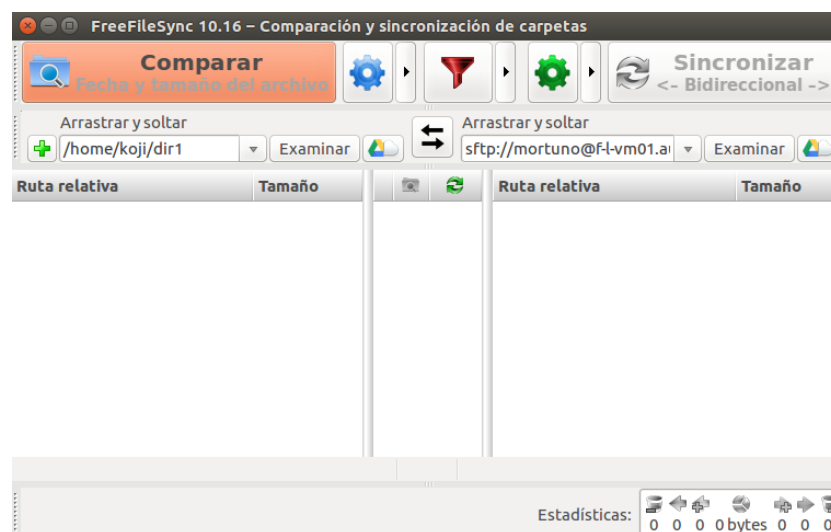 FreeFileSync 10.16 – Comparación y sincronización de carpetas
Comparar
Fecha y tamaño del archivo
Sincronizar
<- Bidireccional ->
Arrastrar y soltar
Arrastrar y soltar
/home/koji/dir1
Examinar
sftp://mortuno@f-l-vm01.a
Examinar
Ruta relativa
Tamaño
Ruta relativa
Tamaño
Estadísticas:
0 0 0 0 bytes 0 0